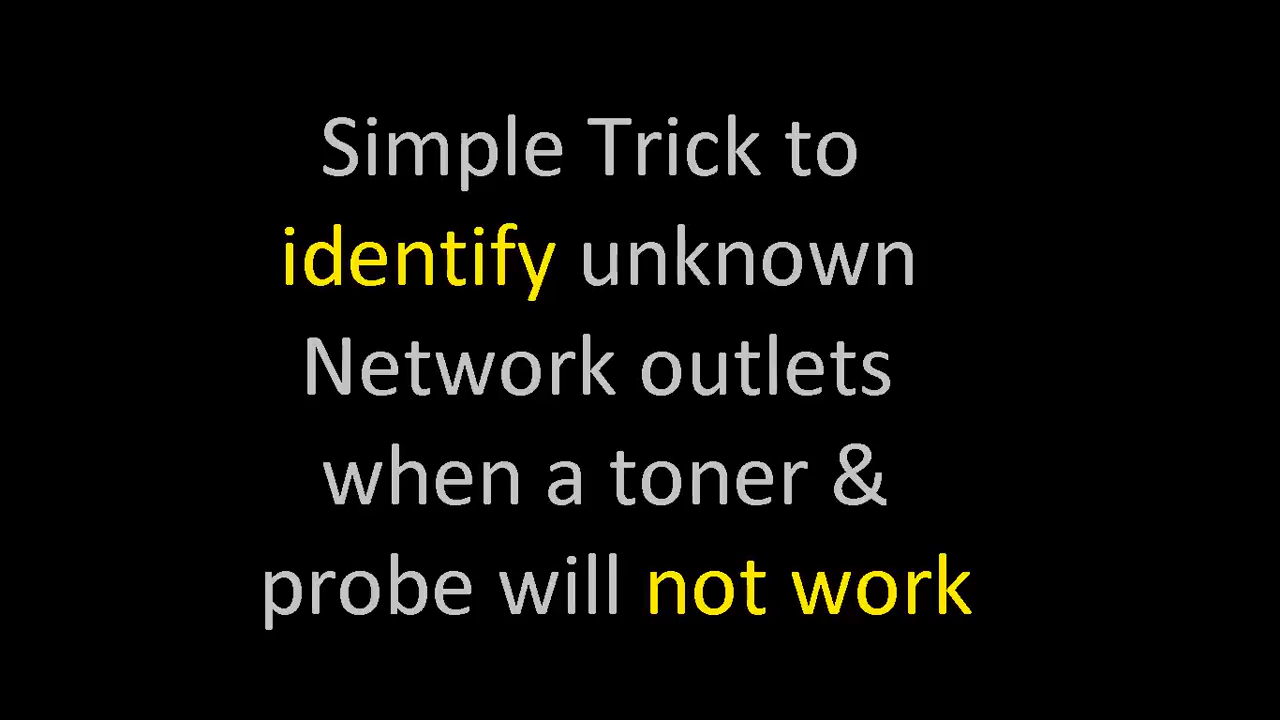 Simple Trick to
identify unknown
Network outlets
when a toner &
probe will not work